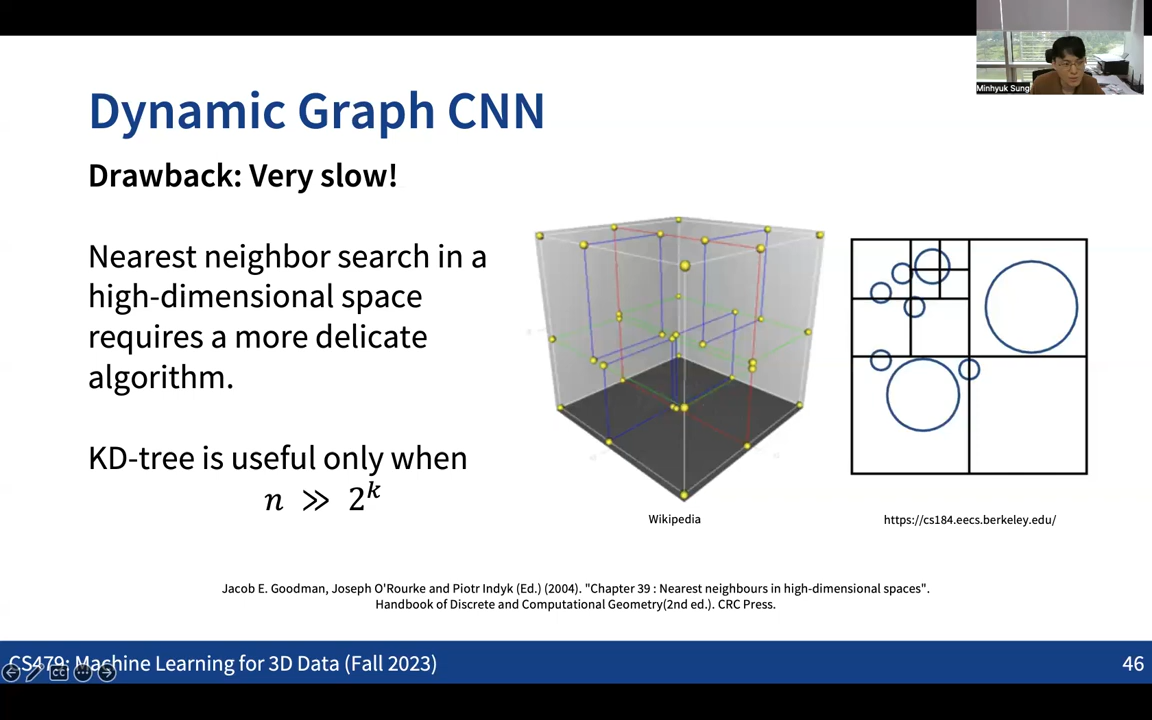 Minhyuk Sung
Dynamic Graph CNN
Drawback: Very slow!
Nearest neighbor search in a
high-dimensional space
requires a more delicate
algorithm.
KD-tree is useful only when
n ≫ 2^k
Wikipedia
https://cs184.eecs.berkeley.edu/
Jacob E. Goodman, Joseph O'Rourke and Piotr Indyk (Ed.) (2004). "Chapter 39 : Nearest neighbours in high-dimensional spaces".
Handbook of Discrete and Computational Geometry(2nd ed.). CRC Press.
CS479: Machine Learning for 3D Data (Fall 2023)
46